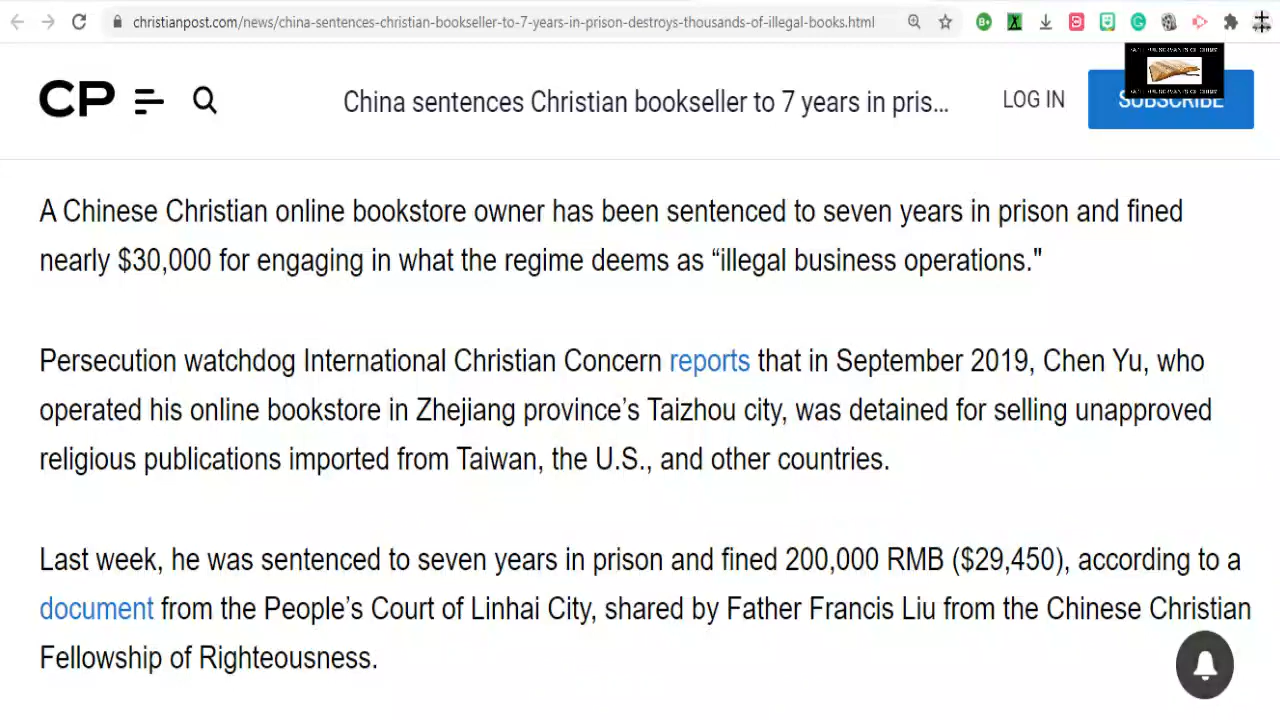 christianpost.com/news/china-sentences-christian-bookseller-to-7-years-in-prison-destroys-thousands-of-illegal-books.html
CP
China sentences Christian bookseller to 7 years in pris...
LOG IN
SUBSCRIBE
A Chinese Christian online bookstore owner has been sentenced to seven years in prison and fined
nearly $30,000 for engaging in what the regime deems as “illegal business operations."
Persecution watchdog International Christian Concern reports that in September 2019, Chen Yu, who
operated his online bookstore in Zhejiang province’s Taizhou city, was detained for selling unapproved
religious publications imported from Taiwan, the U.S., and other countries.
Last week, he was sentenced to seven years in prison and fined 200,000 RMB ($29,450), according to a
document from the People’s Court of Linhai City, shared by Father Francis Liu from the Chinese Christian
Fellowship of Righteousness.